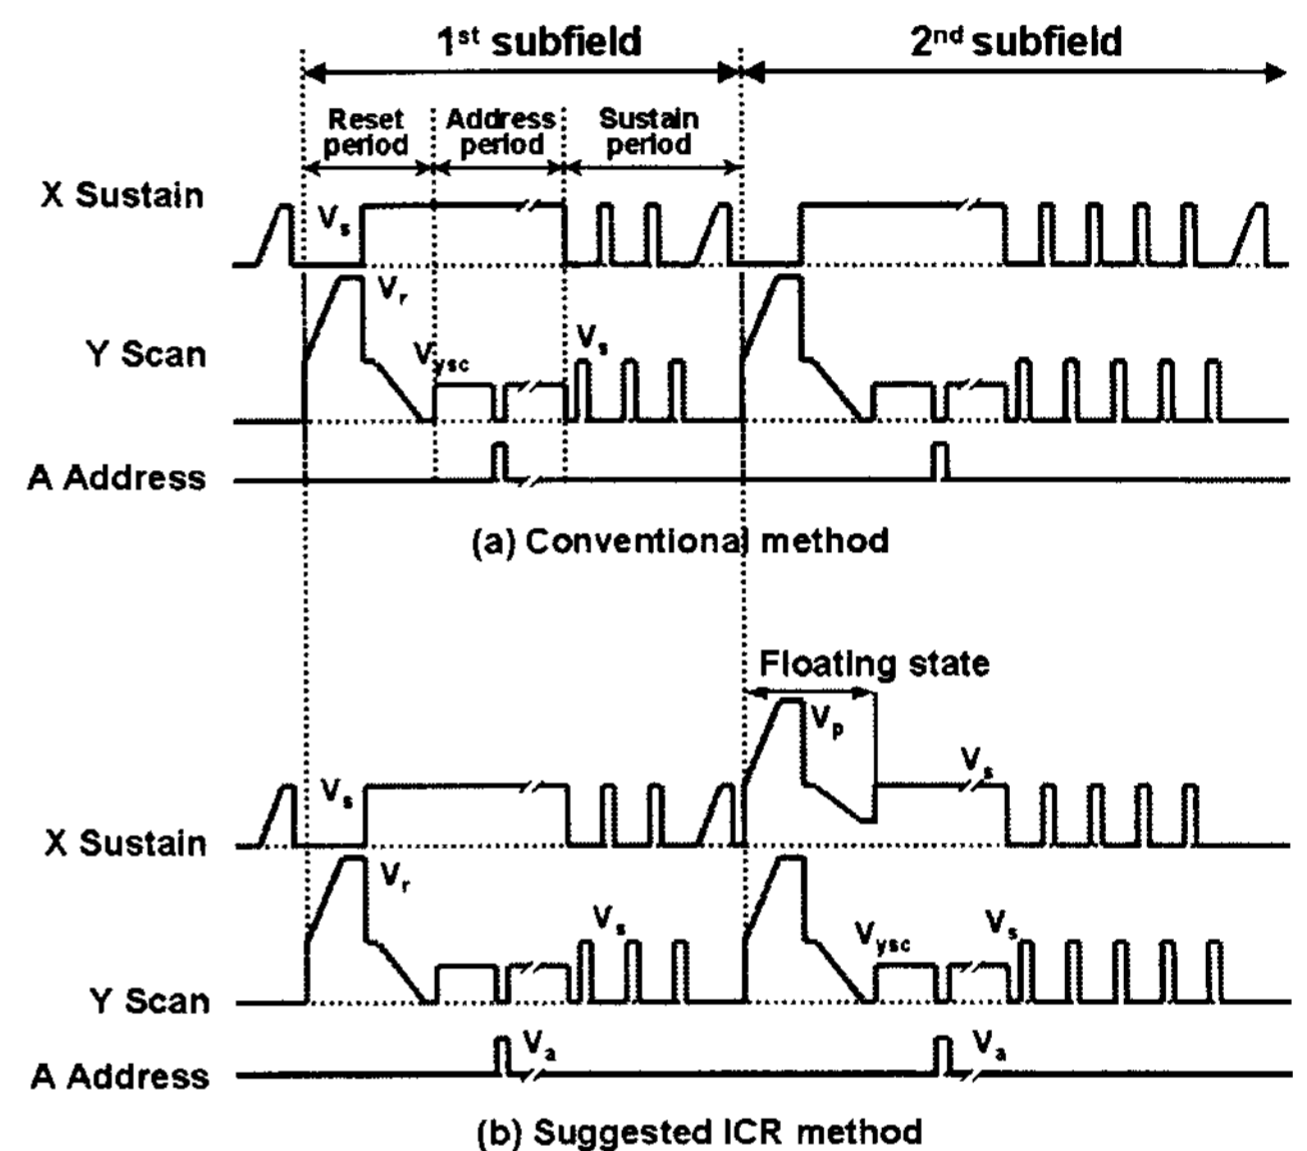 1st subfield 2nd subfield
Reset period Address period Sustain period
X Sustain Vs
Vr
Y Scan Vysc Vs
A Address
(a) Conventional method
Floating state
Vp
X Sustain Vs Vs
Vr
Y Scan Vs Vysc Vs
A Address Va Va
(b) Suggested ICR method